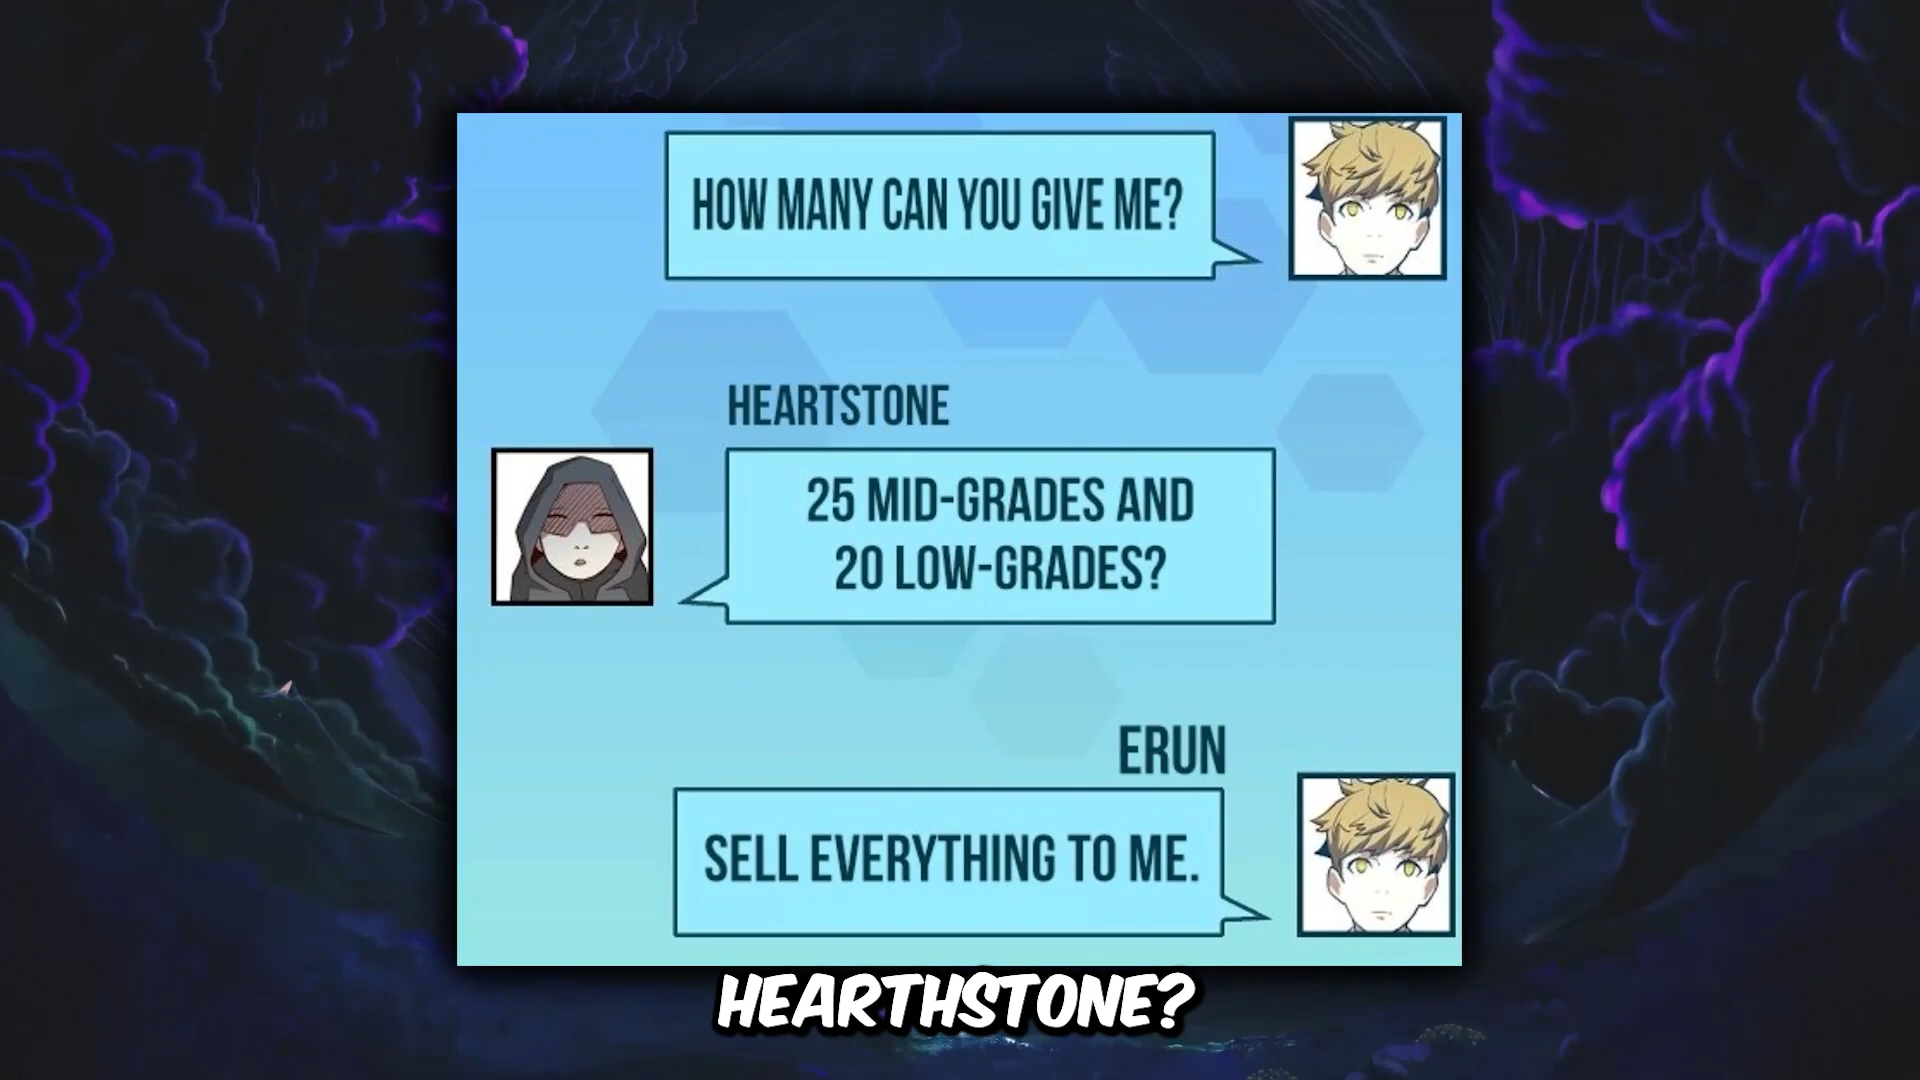 HOW MANY CAN YOU GIVE ME?
HEARTSTONE
25 MID-GRADES AND
20 LOW-GRADES?
ERUN
SELL EVERYTHING TO ME.
HEARTHSTONE?